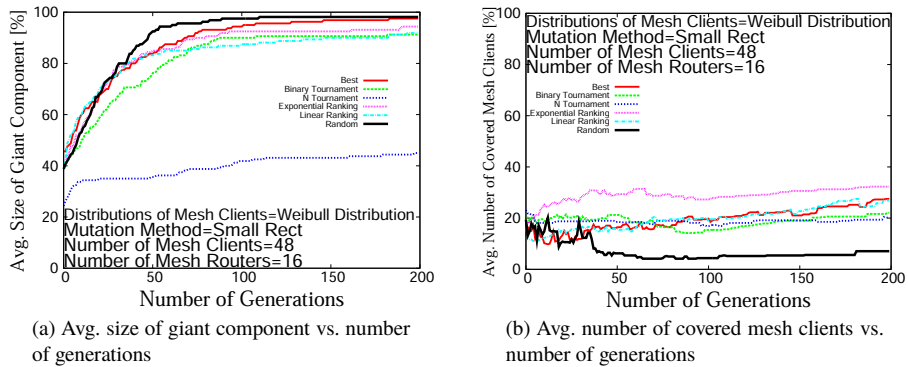 Avg. Size of Giant Component [%]
100
80
60
40
20
0
0
50
100
150
200
Best
Binary Tournament
N Tournament
Exponential Ranking
Linear Ranking
Random
Distributions of Mesh Clients=Weibull Distribution
Mutation Method=Small Rect
Number of Mesh Clients=48
Number of Mesh Routers=16
Number of Generations
(a) Avg. size of giant component vs. number
of generations
Avg. Number of Covered Mesh Clients [%]
100
80
60
40
20
0
0
50
100
150
200
Distributions of Mesh Clients=Weibull Distribution
Mutation Method=Small Rect
Number of Mesh Clients=48
Number of Mesh Routers=16
Best
Binary Tournament
N Tournament
Exponential Ranking
Linear Ranking
Random
Number of Generations
(b) Avg. number of covered mesh clients vs.
number of generations